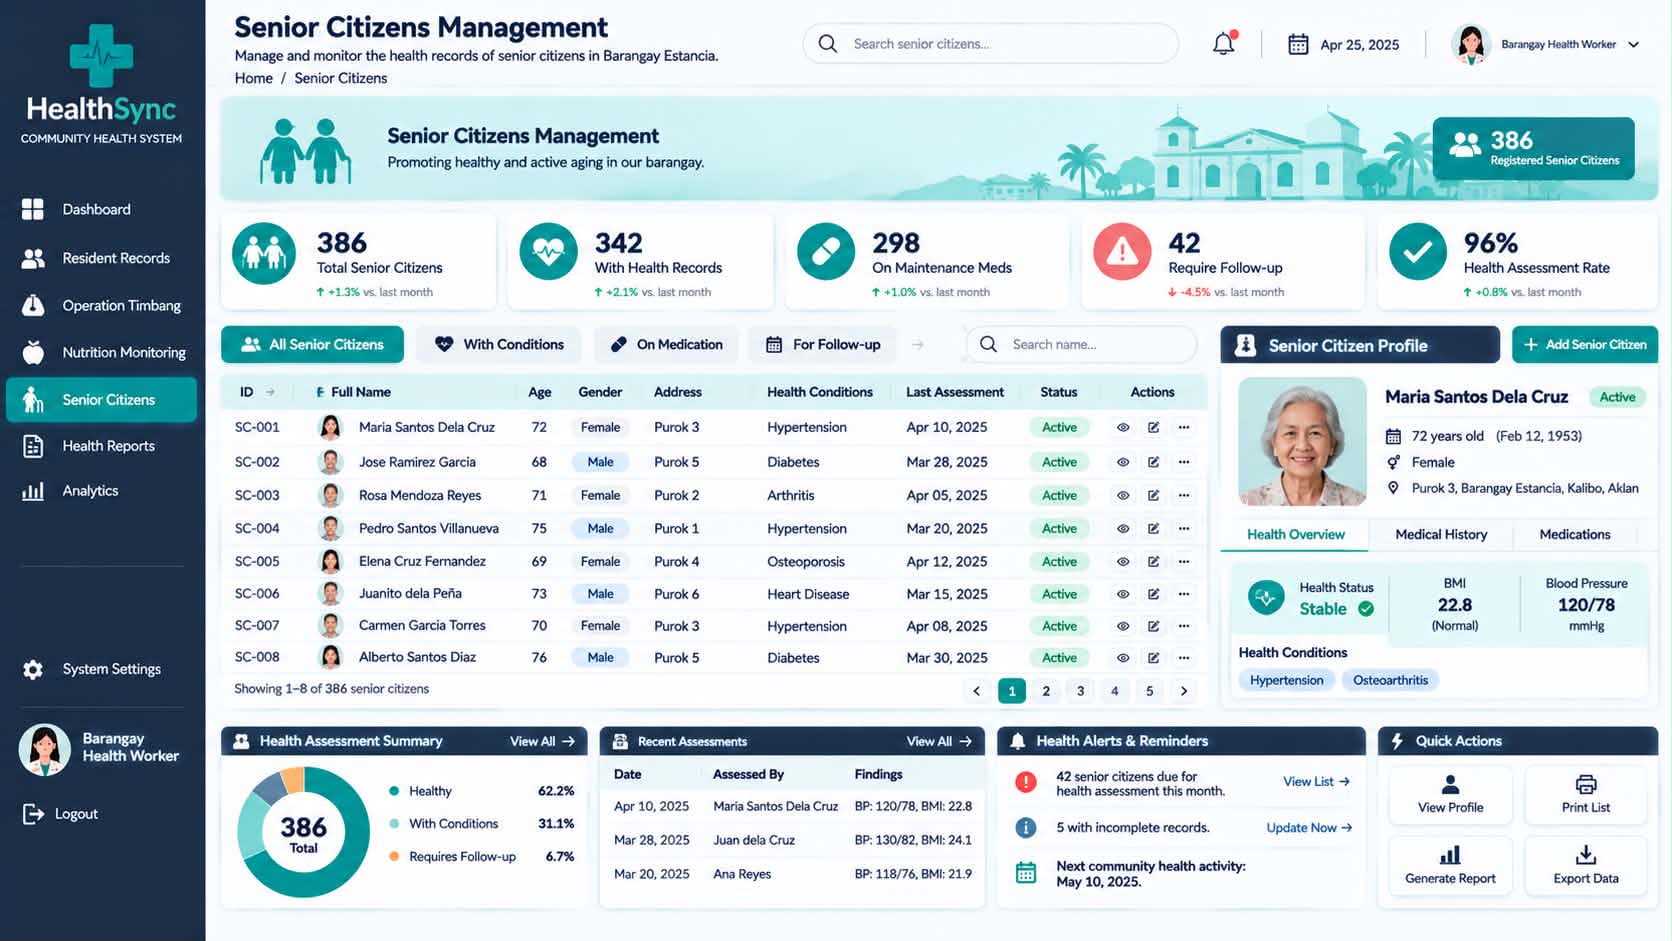 HealthSync
COMMUNITY HEALTH SYSTEM
Dashboard
Resident Records
Operation Timbang
Nutrition Monitoring
Senior Citizens
Health Reports
Analytics
System Settings
Barangay
Health Worker
Logout
Senior Citizens Management
Manage and monitor the health records of senior citizens in Barangay Estancia.
Home / Senior Citizens
Search senior citizens...
Apr 25, 2025
Barangay Health Worker
Senior Citizens Management
Promoting healthy and active aging in our barangay.
386
Registered Senior Citizens
386
Total Senior Citizens
↑ +1.3% vs. last month
342
With Health Records
↑ +2.1% vs. last month
298
On Maintenance Meds
↑ +1.0% vs. last month
42
Require Follow-up
↓ -4.5% vs. last month
96%
Health Assessment Rate
↑ +0.8% vs. last month
All Senior Citizens
With Conditions
On Medication
For Follow-up →
Search name...
ID → Full Name Age Gender Address Health Conditions Last Assessment Status Actions
SC-001 Maria Santos Dela Cruz 72 Female Purok 3 Hypertension Apr 10, 2025 Active
SC-002 Jose Ramirez Garcia 68 Male Purok 5 Diabetes Mar 28, 2025 Active
SC-003 Rosa Mendoza Reyes 71 Female Purok 2 Arthritis Apr 05, 2025 Active
SC-004 Pedro Santos Villanueva 75 Male Purok 1 Hypertension Mar 20, 2025 Active
SC-005 Elena Cruz Fernandez 69 Female Purok 4 Osteoporosis Apr 12, 2025 Active
SC-006 Juanito dela Peña 73 Male Purok 6 Heart Disease Mar 15, 2025 Active
SC-007 Carmen Garcia Torres 70 Female Purok 3 Hypertension Apr 08, 2025 Active
SC-008 Alberto Santos Diaz 76 Male Purok 5 Diabetes Mar 30, 2025 Active
Showing 1–8 of 386 senior citizens
< 1 2 3 4 5 >
Senior Citizen Profile
+ Add Senior Citizen
Maria Santos Dela Cruz Active
72 years old (Feb 12, 1953)
Female
Purok 3, Barangay Estancia, Kalibo, Aklan
Health Overview Medical History Medications
Health Status
Stable
BMI
22.8
(Normal)
Blood Pressure
120/78
mmHg
Health Conditions
Hypertension Osteoarthritis
Health Assessment Summary View All →
386
Total
Healthy 62.2%
With Conditions 31.1%
Requires Follow-up 6.7%
Recent Assessments View All →
Date Assessed By Findings
Apr 10, 2025 Maria Santos Dela Cruz BP: 120/78, BMI: 22.8
Mar 28, 2025 Juan dela Cruz BP: 130/82, BMI: 24.1
Mar 20, 2025 Ana Reyes BP: 118/76, BMI: 21.9
Health Alerts & Reminders
42 senior citizens due for
health assessment this month.
View List →
5 with incomplete records. Update Now →
Next community health activity:
May 10, 2025.
Quick Actions
View Profile
Print List
Generate Report
Export Data